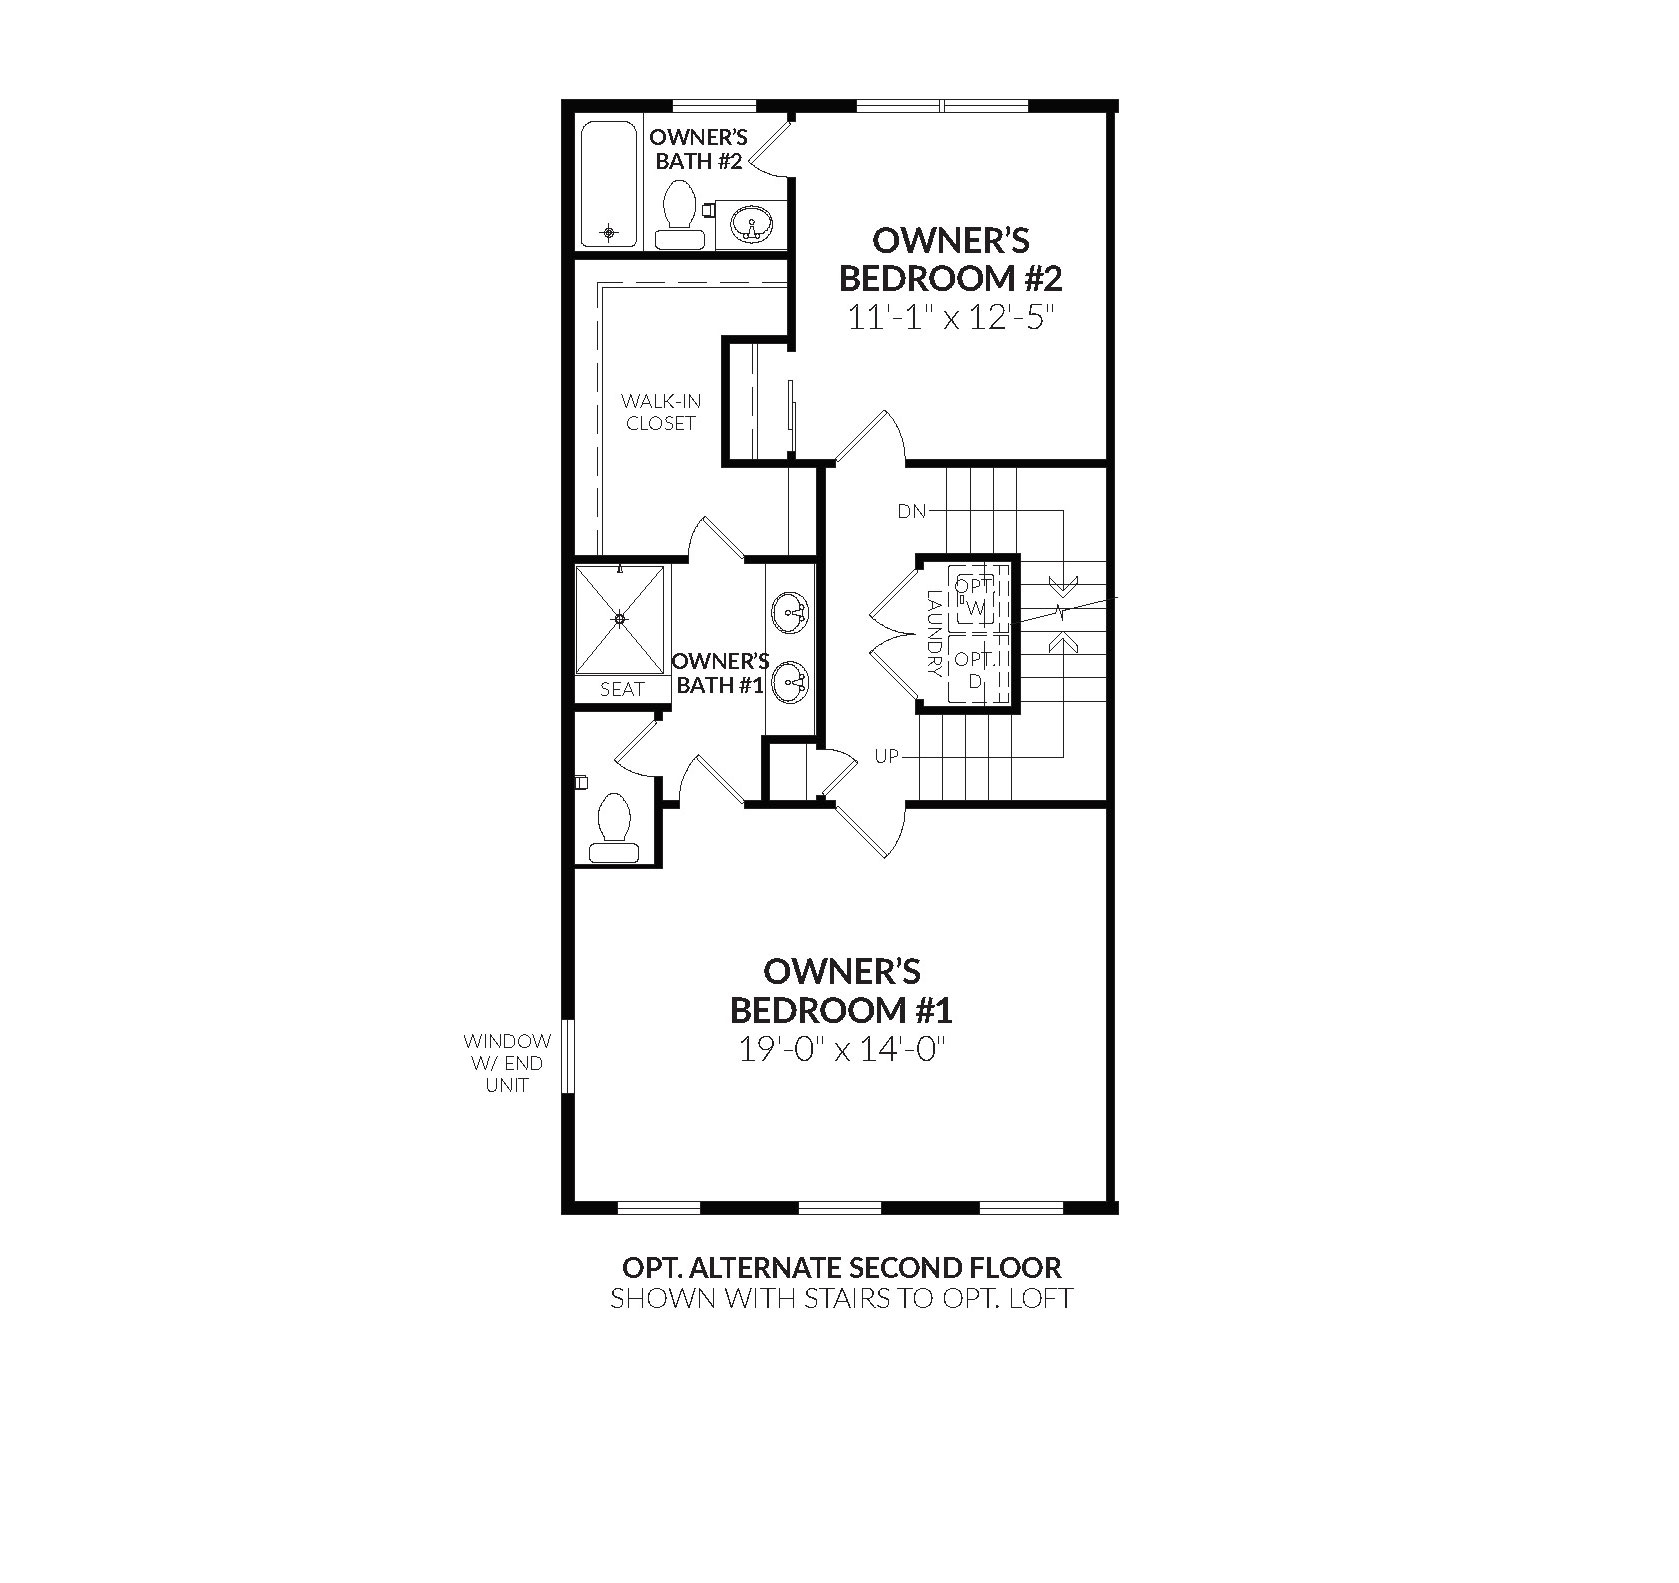 OWNER’S
BATH #2
OWNER’S
BEDROOM #2
11'-1" x 12'-5"
WALK-IN
CLOSET
DN
OPT.
W
LAUNDRY
OPT.
D
OWNER’S
BATH #1
SEAT
UP
OWNER’S
BEDROOM #1
19'-0" x 14'-0"
WINDOW
W/ END
UNIT
OPT. ALTERNATE SECOND FLOOR
SHOWN WITH STAIRS TO OPT. LOFT